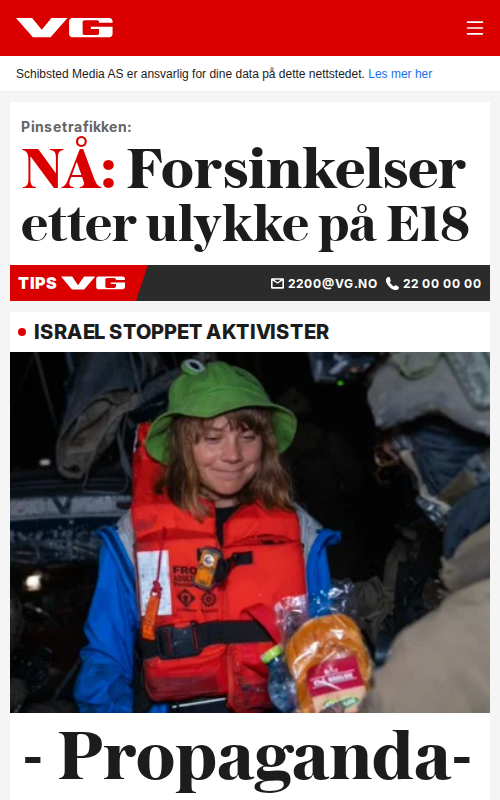 VG
Schibsted Media AS er ansvarlig for dine data på dette nettstedet. Les mer her
Pinsetrafikken:
NÅ: Forsinkelser
etter ulykke på E18
TIPS VG 2200@VG.NO 22 00 00 00
ISRAEL STOPPET AKTIVISTER
- Propaganda-